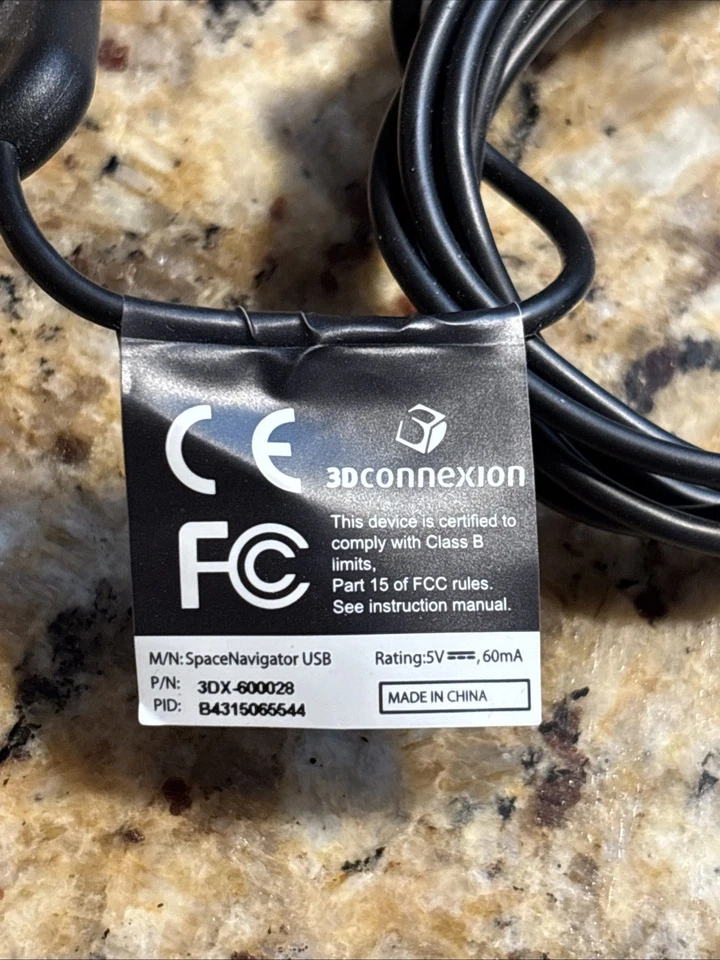 CE
3Dconnexion
FC
This device is certified to
comply with Class B
limits,
Part 15 of FCC rules.
See instruction manual.
M/N: SpaceNavigator USB
Rating:5V⎓, 60mA
P/N: 3DX-600028
PID: B4315065544
MADE IN CHINA